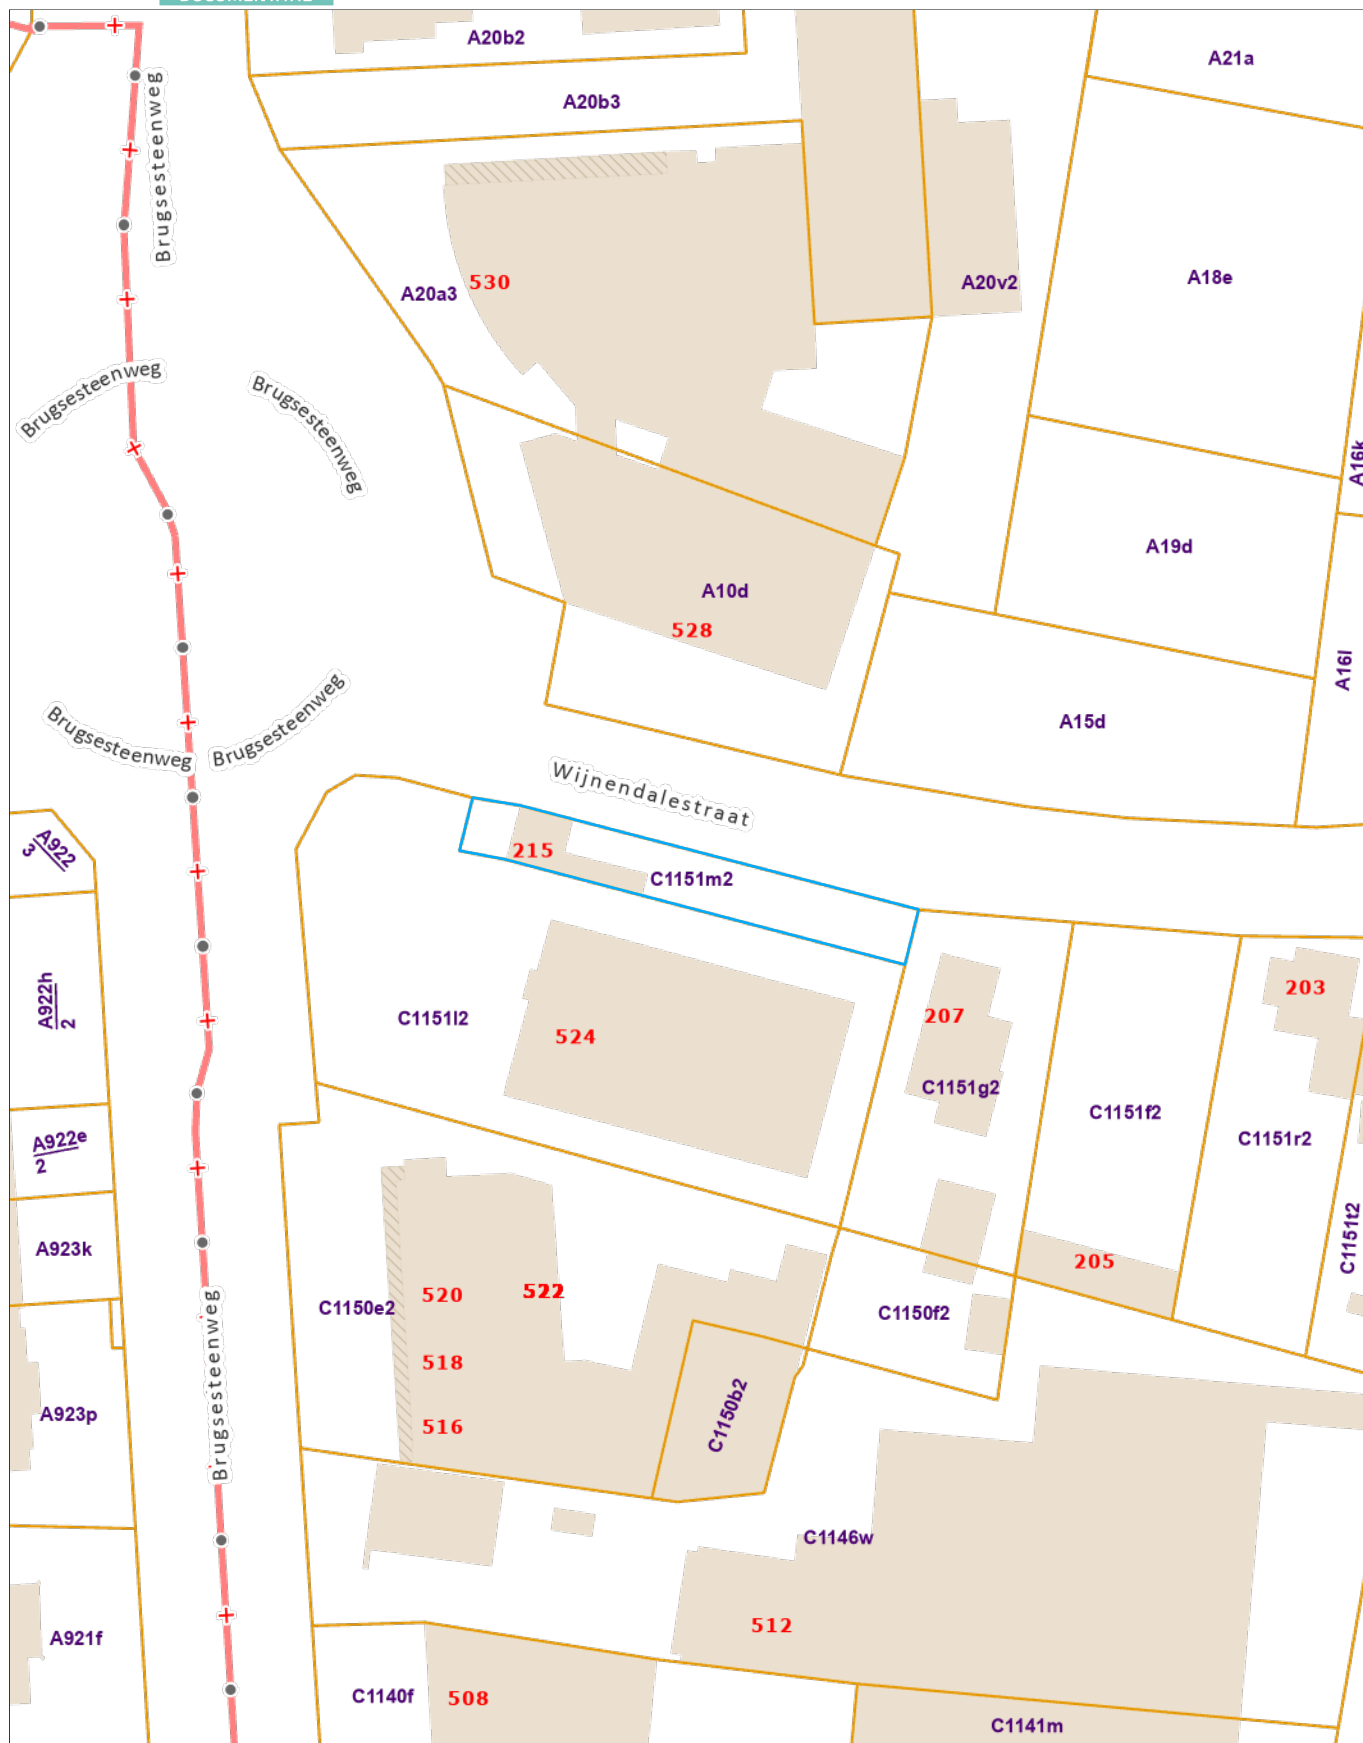 A20b2
A21a
A20b3
Brugsesteenweg
A18e
A20v2
530
A20a3
Brugsesteenweg
Brugsesteenweg
A16k
A19d
A10d
528
A16l
Brugsesteenweg
Brugsesteenweg
A15d
Wijnendalestraat
A922
3
215
C1151m2
A922h
2
203
207
C1151l2
524
C1151g2
C1151f2
C1151r2
A922e
2
C1151t2
A923k
205
520
522
C1150e2
C1150f2
518
Brugsesteenweg
A923p
C1150b2
516
C1146w
512
A921f
C1140f
508
C1141m